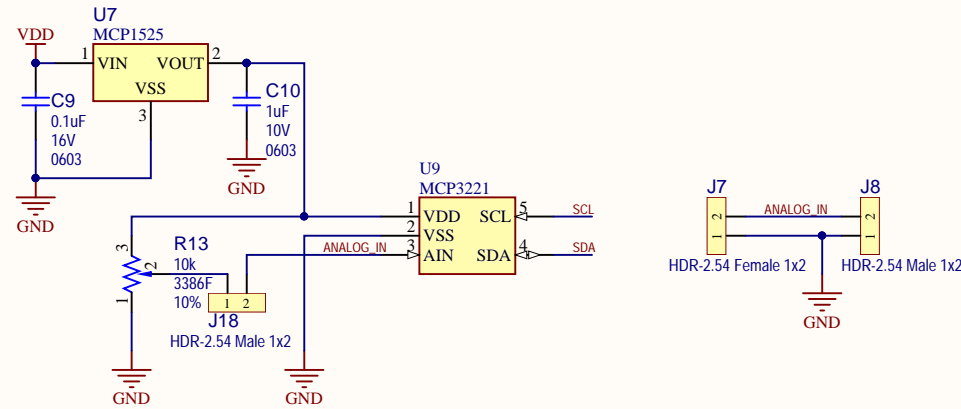 U7
MCP1525
VDD
1
VIN
VOUT
2
VSS
3
C9
0.1uF
16V
0603
C10
1uF
10V
0603
GND
GND
U9
MCP3221
1
VDD
SCL
5
SCL
2
VSS
ANALOG_IN
3
AIN
SDA
4
SDA
3
R13
2
10k
3386F
1
10%
1 2
J18
HDR-2.54 Male 1x2
GND
GND
J7
J8
2
ANALOG_IN
2
1
1
HDR-2.54 Female 1x2
HDR-2.54 Male 1x2
GND